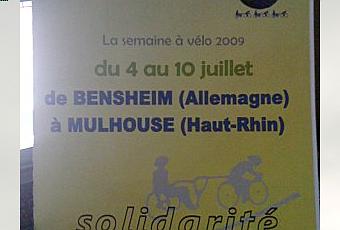 La semaine à vélo 2009
du 4 au 10 juillet
de BENSHEIM (Allemagne)
à MULHOUSE (Haut-Rhin)
solidarité